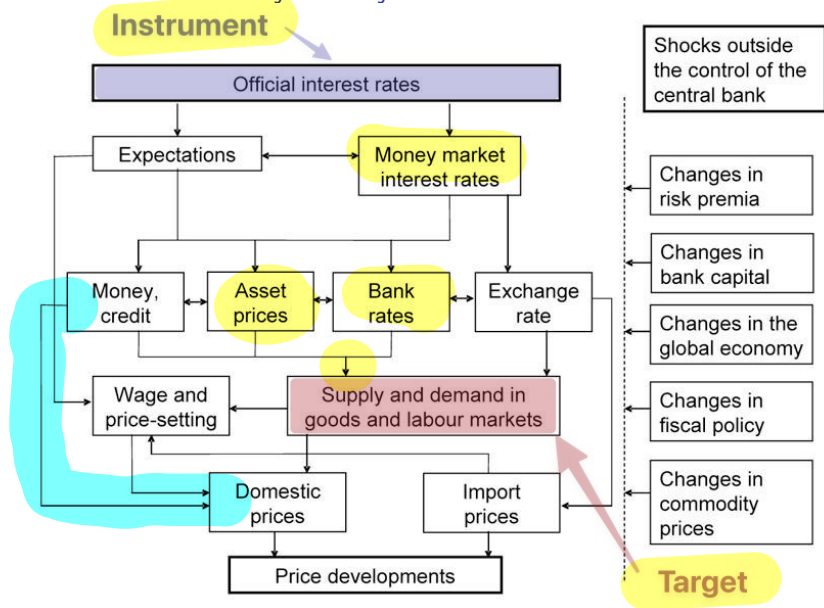 Instrument
Official interest rates
Shocks outside
the control of the
central bank
Expectations
Money market
interest rates
Changes in
risk premia
Money,
credit
Asset
prices
Bank
rates
Exchange
rate
Changes in
bank capital
Changes in the
global economy
Wage and
price-setting
Supply and demand in
goods and labour markets
Changes in
fiscal policy
Domestic
prices
Import
prices
Changes in
commodity
prices
Price developments
Target